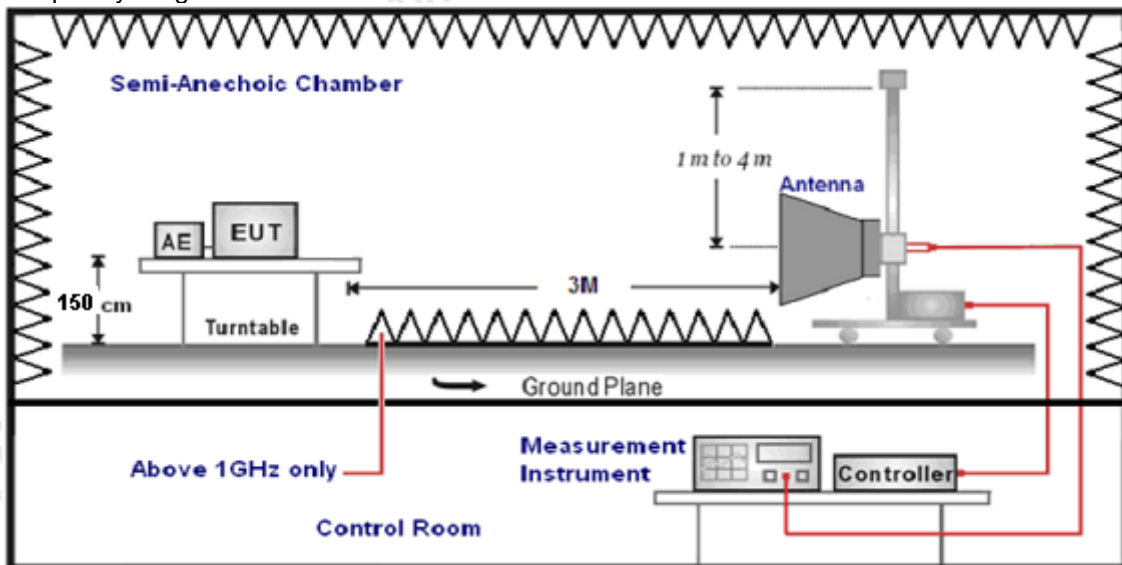 Semi-Anechoic Chamber
1 m to 4 m
Antenna
AE
EUT
150 cm
3M
Turntable
Ground Plane
Above 1GHz only
Measurement
Instrument
Controller
Control Room